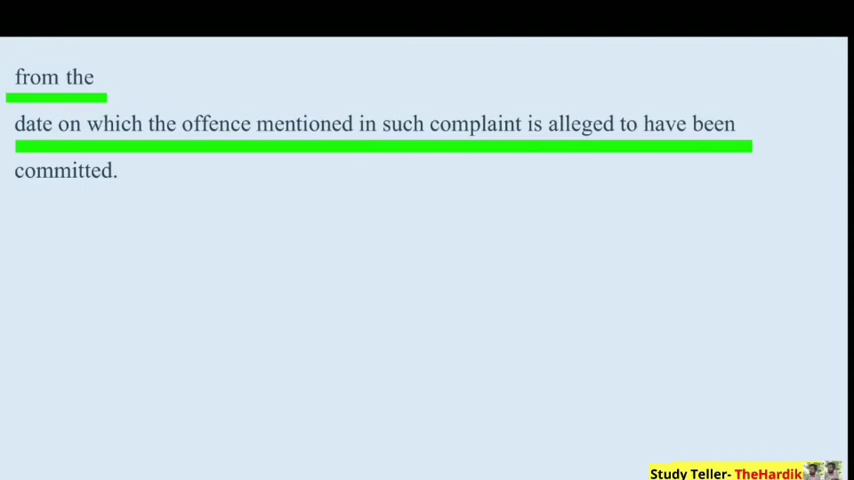 from the
date on which the offence mentioned in such complaint is alleged to have been
committed.
Study Teller- TheHardik